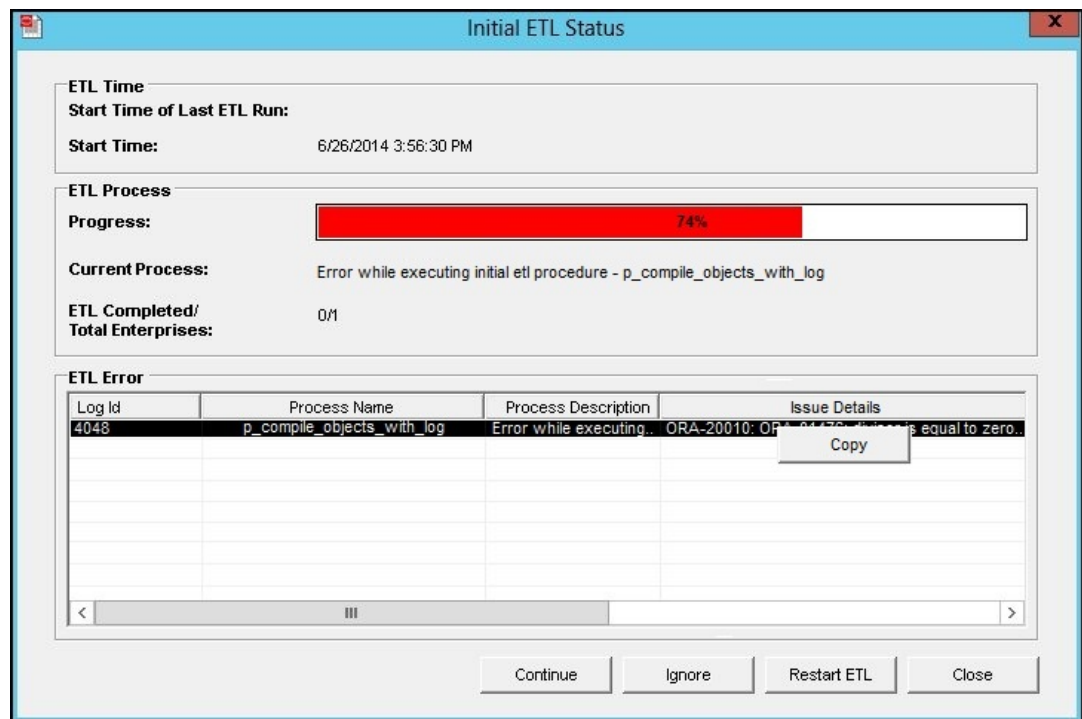 Initial ETL Status
x
ETL Time
Start Time of Last ETL Run:
Start Time: 6/26/2014 3:56:30 PM
ETL Process
Progress: 74%
Current Process: Error while executing initial etl procedure - p_compile_objects_with_log
ETL Completed/
Total Enterprises: 0/1
ETL Error
Log Id Process Name Process Description Issue Details
4048 p_compile_objects_with_log Error while executing.. ORA-20010: is equal to zero..
Copy
Continue Ignore Restart ETL Close